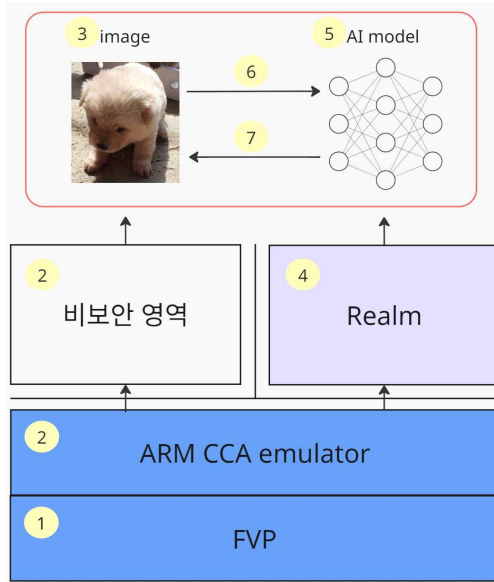 3 image
5 AI model
6
7
2
비보안 영역
4
Realm
2
ARM CCA emulator
1
FVP